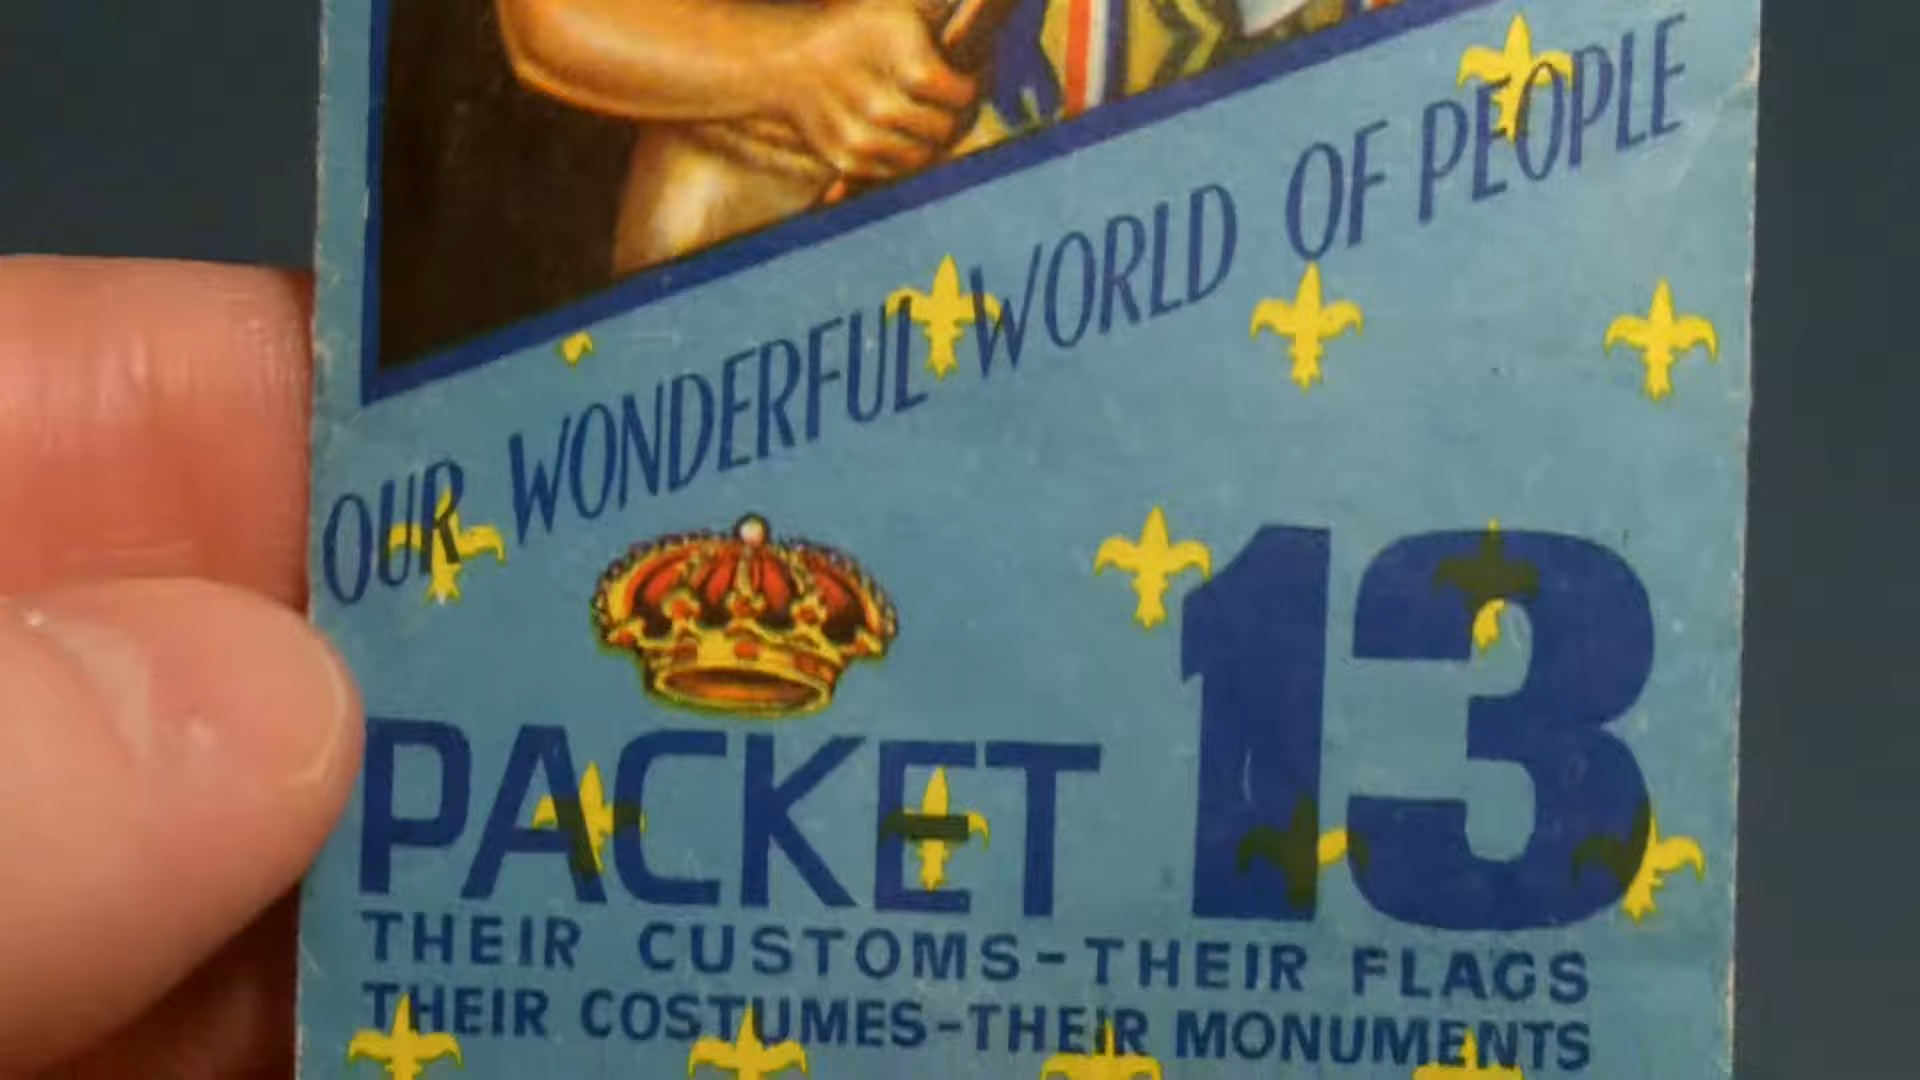 OUR WONDERFUL WORLD OF PEOPLE
PACKET 13
THEIR CUSTOMS-THEIR FLAGS
THEIR COSTUMES-THEIR MONUMENTS